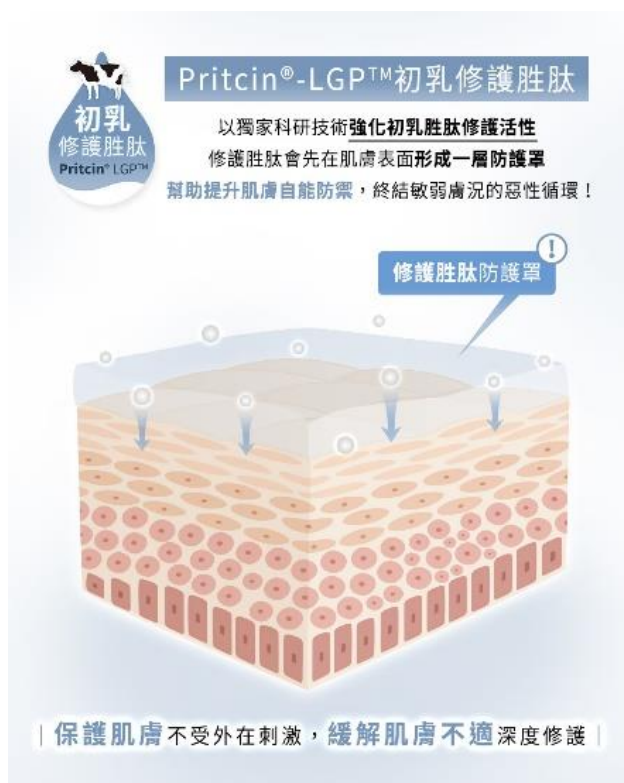 初乳
修護胜肽
Pritcin® LGP™
Pritcin®-LGP™初乳修護胜肽
以獨家科研技術強化初乳胜肽修護活性
修護胜肽會先在肌膚表面形成一層防護罩
幫助提升肌膚自能防禦，終結敏弱膚況的惡性循環！
!
修護胜肽防護罩
| 保護肌膚不受外在刺激，緩解肌膚不適深度修護 |